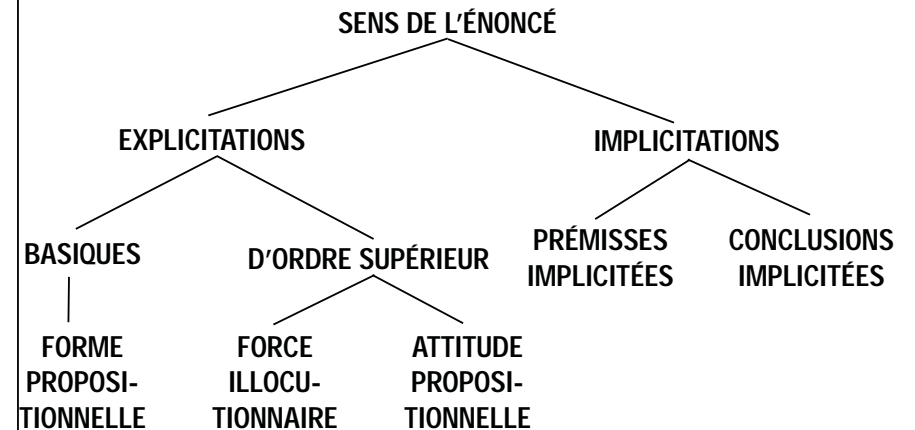 SENS DE L'ÉNONCÉ
EXPLICITATIONS
IMPLICITATIONS
BASIQUES
D'ORDRE SUPÉRIEUR
PRÉMISSES
IMPLICITÉES
CONCLUSIONS
IMPLICITÉES
FORME
PROPOSI-
TIONNELLE
FORCE
ILLOCU-
TIONNAIRE
ATTITUDE
PROPOSI-
TIONNELLE